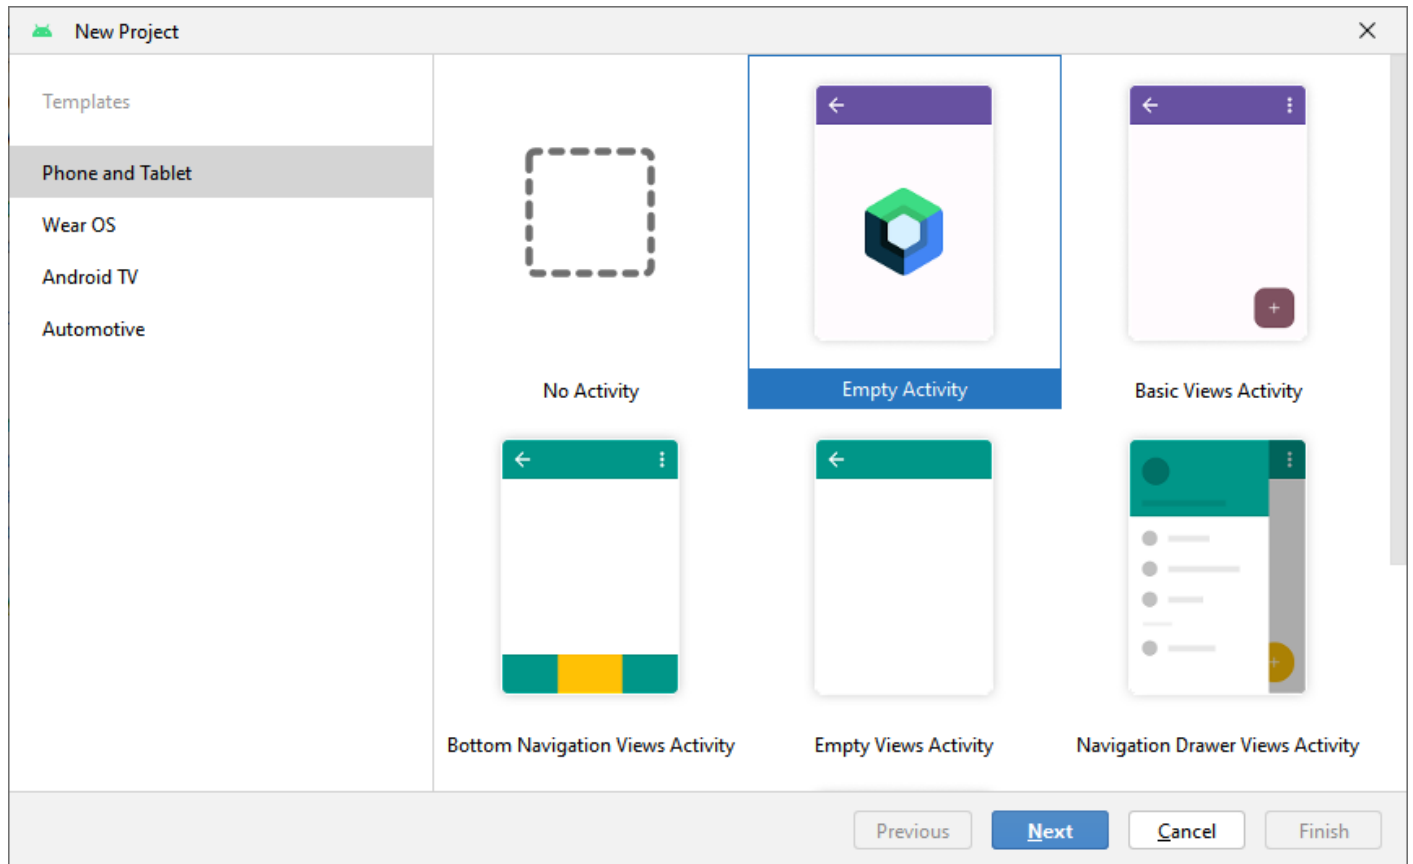 New Project
Templates
Phone and Tablet
Wear OS
Android TV
Automotive
No Activity
Empty Activity
Basic Views Activity
Bottom Navigation Views Activity
Empty Views Activity
Navigation Drawer Views Activity
Previous
Next
Cancel
Finish